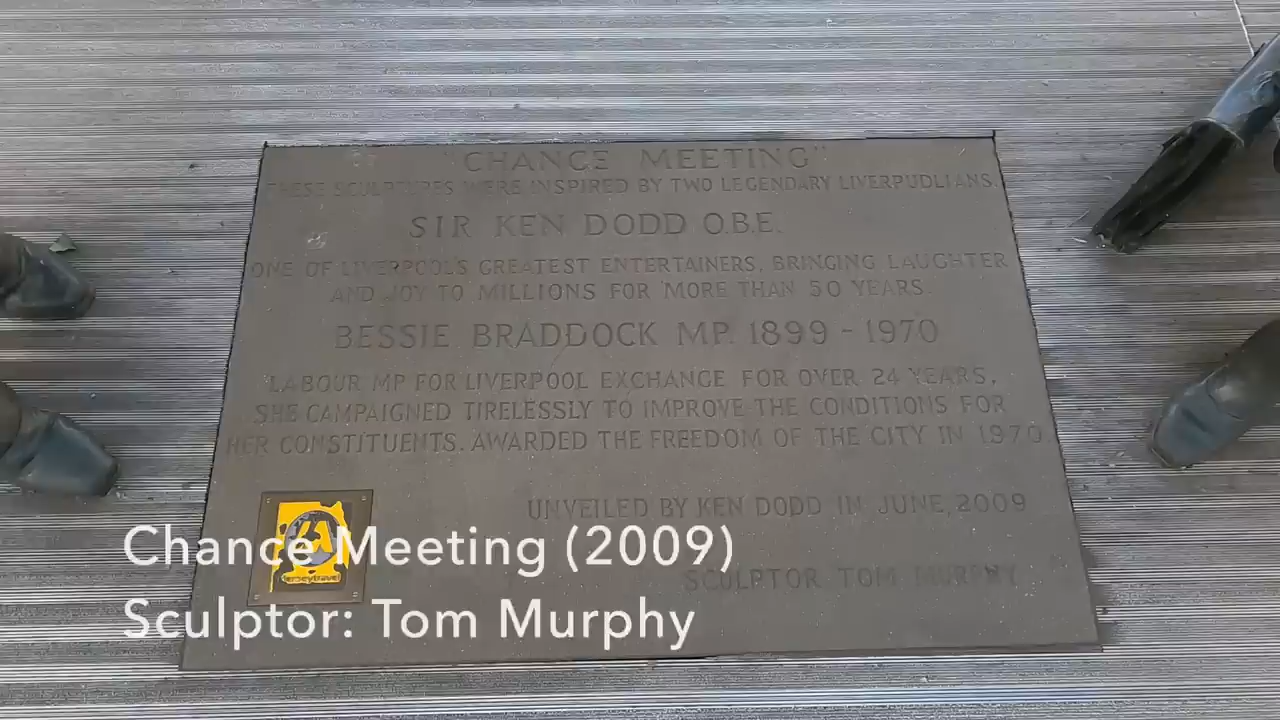 "CHANCE MEETING"
THESE SCULPTURES WERE INSPIRED BY TWO LEGENDARY LIVERPUDLIANS.
SIR KEN DODD O.B.E.
ONE OF LIVERPOOL'S GREATEST ENTERTAINERS, BRINGING LAUGHTER
AND JOY TO MILLIONS FOR MORE THAN 50 YEARS.
BESSIE BRADDOCK MP. 1899 - 1970
LABOUR MP FOR LIVERPOOL EXCHANGE FOR OVER 24 YEARS,
SHE CAMPAIGNED TIRELESSLY TO IMPROVE THE CONDITIONS FOR
HER CONSTITUENTS. AWARDED THE FREEDOM OF THE CITY IN 1970
UNVEILED BY KEN DODD IN JUNE, 2009
SCULPTOR TOM MURPHY
Merseytravel
Chance Meeting (2009)
Sculptor: Tom Murphy